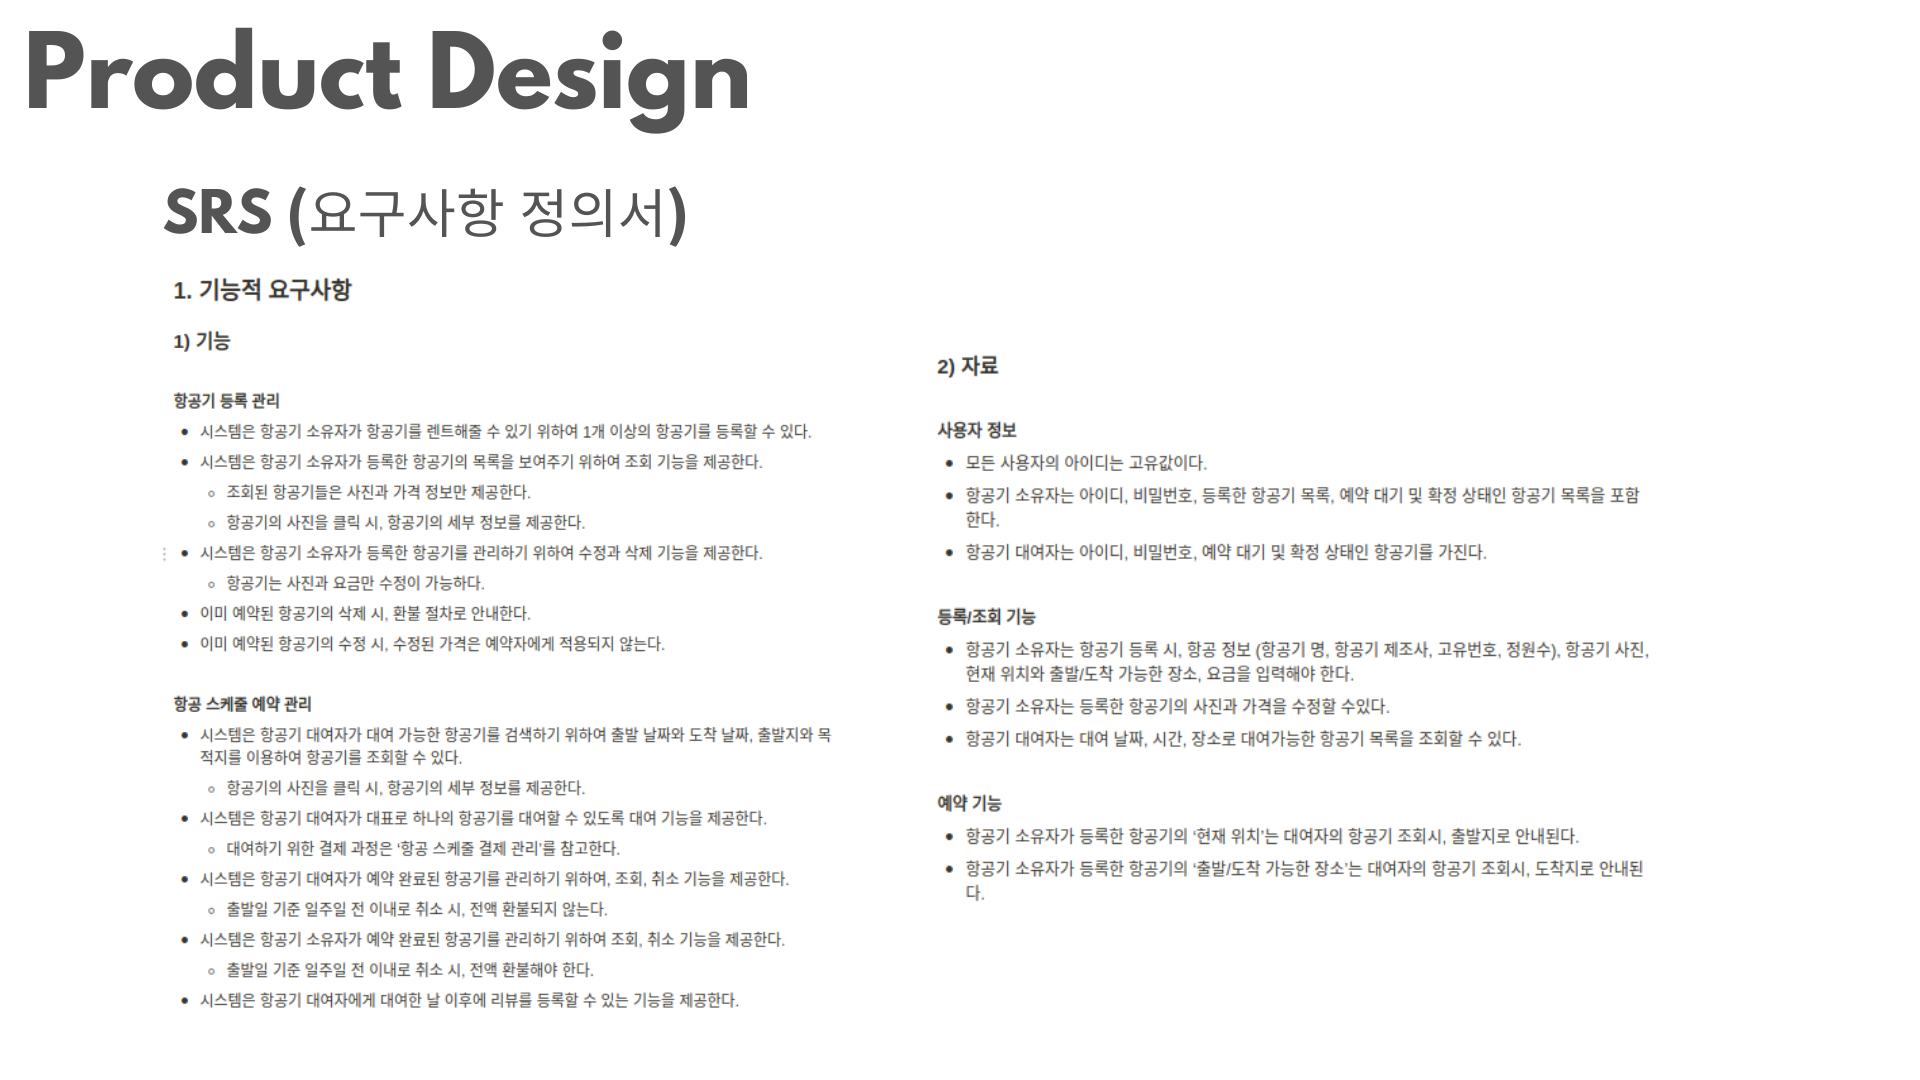 Product Design
SRS (요구사항 정의서)
1. 기능적 요구사항
1) 기능
항공기 등록 관리
● 시스템은 항공기 소유자가 항공기를 렌트해줄 수 있기 위하여 1개 이상의 항공기를 등록할 수 있다.
● 시스템은 항공기 소유자가 등록한 항공기의 목록을 보여주기 위하여 조회 기능을 제공한다.
○ 조회된 항공기들은 사진과 가격 정보만 제공한다.
○ 항공기의 사진을 클릭 시, 항공기의 세부 정보를 제공한다.
● 시스템은 항공기 소유자가 등록한 항공기를 관리하기 위하여 수정과 삭제 기능을 제공한다.
○ 항공기는 사진과 요금만 수정이 가능하다.
● 이미 예약된 항공기의 삭제 시, 환불 절차로 안내한다.
● 이미 예약된 항공기의 수정 시, 수정된 가격은 예약자에게 적용되지 않는다.
항공 스케줄 예약 관리
● 시스템은 항공기 대여자가 대여 가능한 항공기를 검색하기 위하여 출발 날짜와 도착 날짜, 출발지와 목
적지를 이용하여 항공기를 조회할 수 있다.
○ 항공기의 사진을 클릭 시, 항공기의 세부 정보를 제공한다.
● 시스템은 항공기 대여자가 대표로 하나의 항공기를 대여할 수 있도록 대여 기능을 제공한다.
○ 대여하기 위한 결제 과정은 ‘항공 스케줄 결제 관리’를 참고한다.
● 시스템은 항공기 대여자가 예약 완료된 항공기를 관리하기 위하여, 조회, 취소 기능을 제공한다.
○ 출발일 기준 일주일 전 이내로 취소 시, 전액 환불되지 않는다.
● 시스템은 항공기 소유자가 예약 완료된 항공기를 관리하기 위하여 조회, 취소 기능을 제공한다.
○ 출발일 기준 일주일 전 이내로 취소 시, 전액 환불해야 한다.
● 시스템은 항공기 대여자에게 대여한 날 이후에 리뷰를 등록할 수 있는 기능을 제공한다.
2) 자료
사용자 정보
● 모든 사용자의 아이디는 고유값이다.
● 항공기 소유자는 아이디, 비밀번호, 등록한 항공기 목록, 예약 대기 및 확정 상태인 항공기 목록을 포함
한다.
● 항공기 대여자는 아이디, 비밀번호, 예약 대기 및 확정 상태인 항공기를 가진다.
등록/조회 기능
● 항공기 소유자는 항공기 등록 시, 항공 정보 (항공기 명, 항공기 제조사, 고유번호, 정원수), 항공기 사진,
현재 위치와 출발/도착 가능한 장소, 요금을 입력해야 한다.
● 항공기 소유자는 등록한 항공기의 사진과 가격을 수정할 수있다.
● 항공기 대여자는 대여 날짜, 시간, 장소로 대여가능한 항공기 목록을 조회할 수 있다.
예약 기능
● 항공기 소유자가 등록한 항공기의 ‘현재 위치’는 대여자의 항공기 조회시, 출발지로 안내된다.
● 항공기 소유자가 등록한 항공기의 ‘출발/도착 가능한 장소’는 대여자의 항공기 조회시, 도착지로 안내된
다.